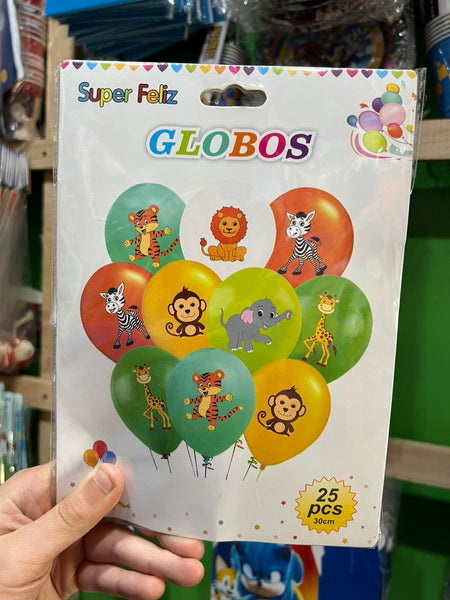 Super Feliz
GLOBOS
25
pcs
30cm